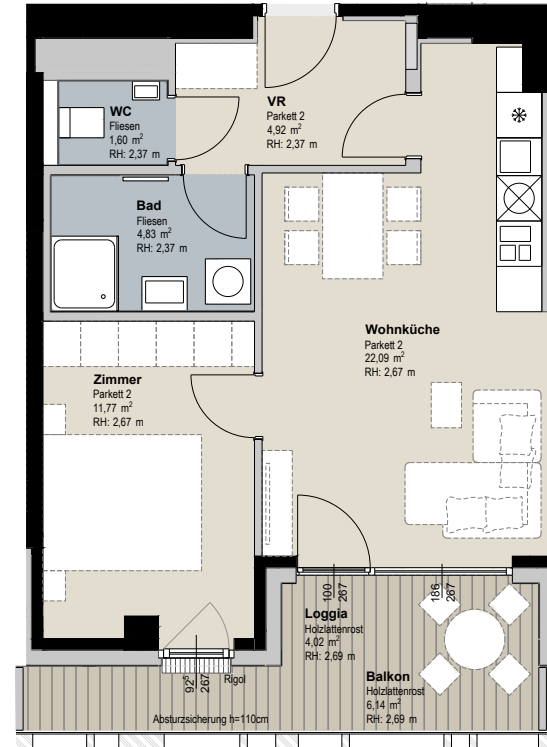 WC
Fliesen
1,60 m²
RH: 2,37 m
VR
Parkett 2
4,92 m²
RH: 2,37 m
Bad
Fliesen
4,83 m²
RH: 2,37 m
Wohnküche
Parkett 2
22,09 m²
RH: 2,67 m
Zimmer
Parkett 2
11,77 m²
RH: 2,67 m
100
267
186
267
Loggia
Holzlattenrost
4,02 m²
RH: 2,69 m
92⁵
267
Rigol
Balkon
Holzlattenrost
6,14 m²
RH: 2,69 m
Absturzsicherung h=110cm